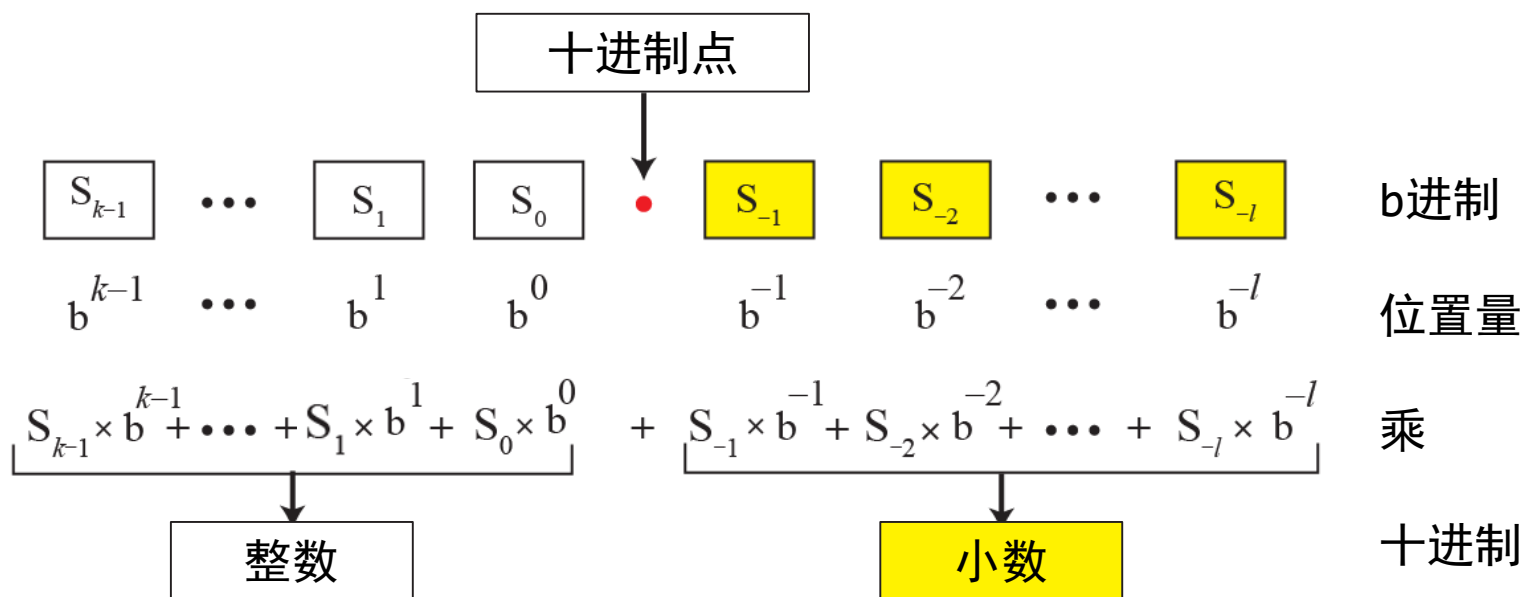 十进制点
S_{k−1} ••• S_1 S_0 • S_{−1} S_{−2} ••• S_{−l} b进制
b^{k−1} ••• b^1 b^0 b^{−1} b^{−2} ••• b^{−l} 位置量
S_{k−1} × b^{k−1} + ••• + S_1 × b^1 + S_0 × b^0 + S_{−1} × b^{−1} + S_{−2} × b^{−2} + ••• + S_{−l} × b^{−l} 乘
整数 小数 十进制